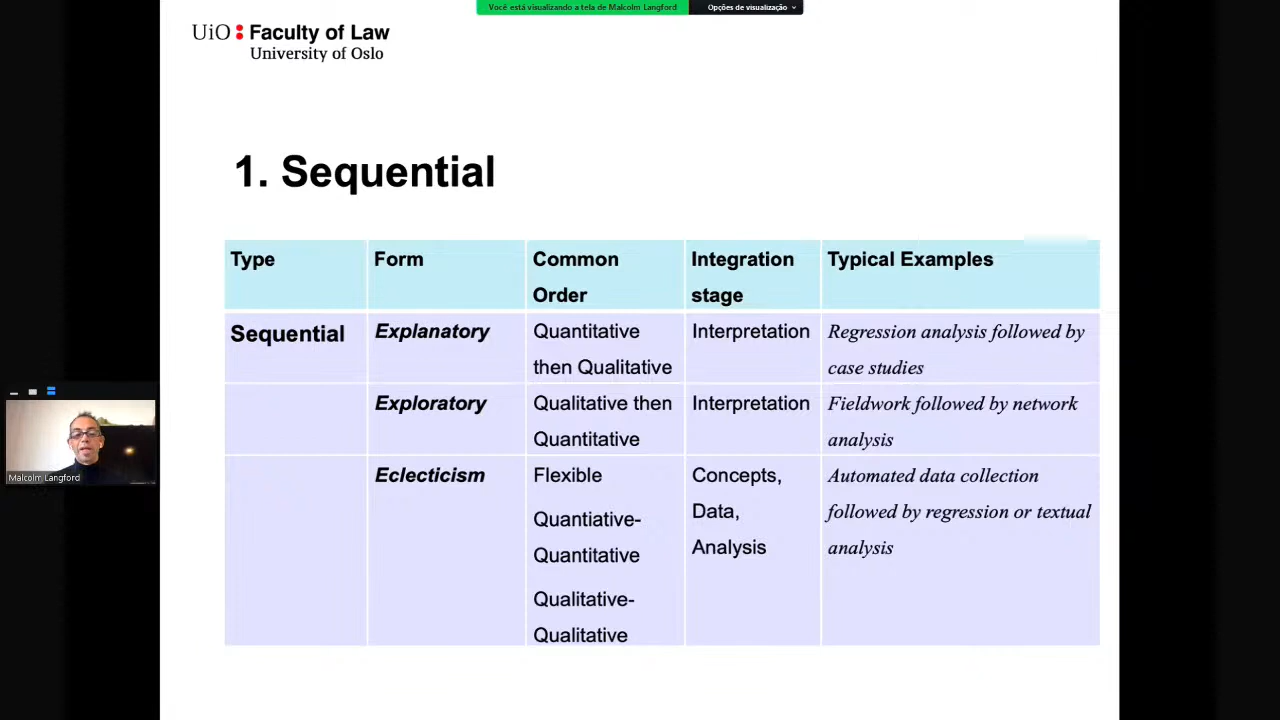 Você está visualizando a tela de Malcolm Langford
Opções de visualização
UiO: Faculty of Law
University of Oslo
1. Sequential
Type
Form
Common
Order
Integration
stage
Typical Examples
Sequential
Explanatory
Quantitative
then Qualitative
Interpretation
Regression analysis followed by
case studies
Exploratory
Qualitative then
Quantitative
Interpretation
Fieldwork followed by network
analysis
Eclecticism
Flexible
Quantiative-
Quantitative
Qualitative-
Qualitative
Concepts,
Data,
Analysis
Automated data collection
followed by regression or textual
analysis
Malcolm Langford